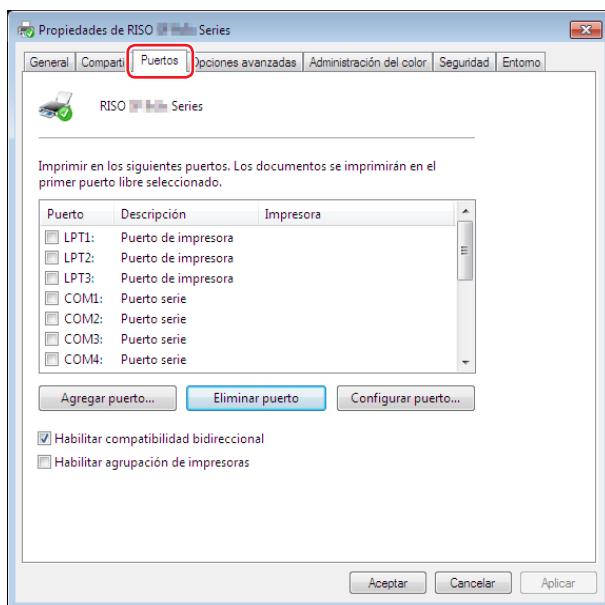 Propiedades de RISO Series
General Comparti Puertos Opciones avanzadas Administración del color Seguridad Entorno
RISO Series
Imprimir en los siguientes puertos. Los documentos se imprimirán en el
primer puerto libre seleccionado.
Puerto Descripción Impresora
LPT1: Puerto de impresora
LPT2: Puerto de impresora
LPT3: Puerto de impresora
COM1: Puerto serie
COM2: Puerto serie
COM3: Puerto serie
COM4: Puerto serie
Agregar puerto... Eliminar puerto Configurar puerto...
Habilitar compatibilidad bidireccional
Habilitar agrupación de impresoras
Aceptar Cancelar Aplicar